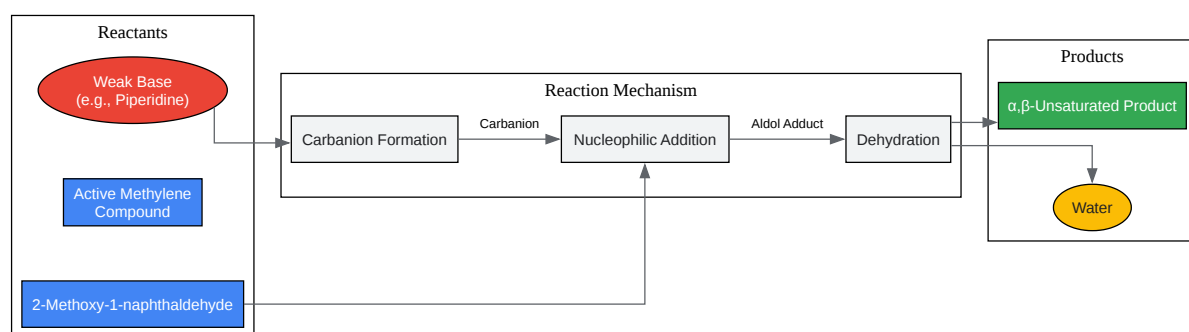 Reactants
Weak Base
(e.g., Piperidine)
Active Methylene
Compound
2-Methoxy-1-naphthaldehyde
Reaction Mechanism
Carbanion Formation
Carbanion
Nucleophilic Addition
Aldol Adduct
Dehydration
Products
α,β-Unsaturated Product
Water